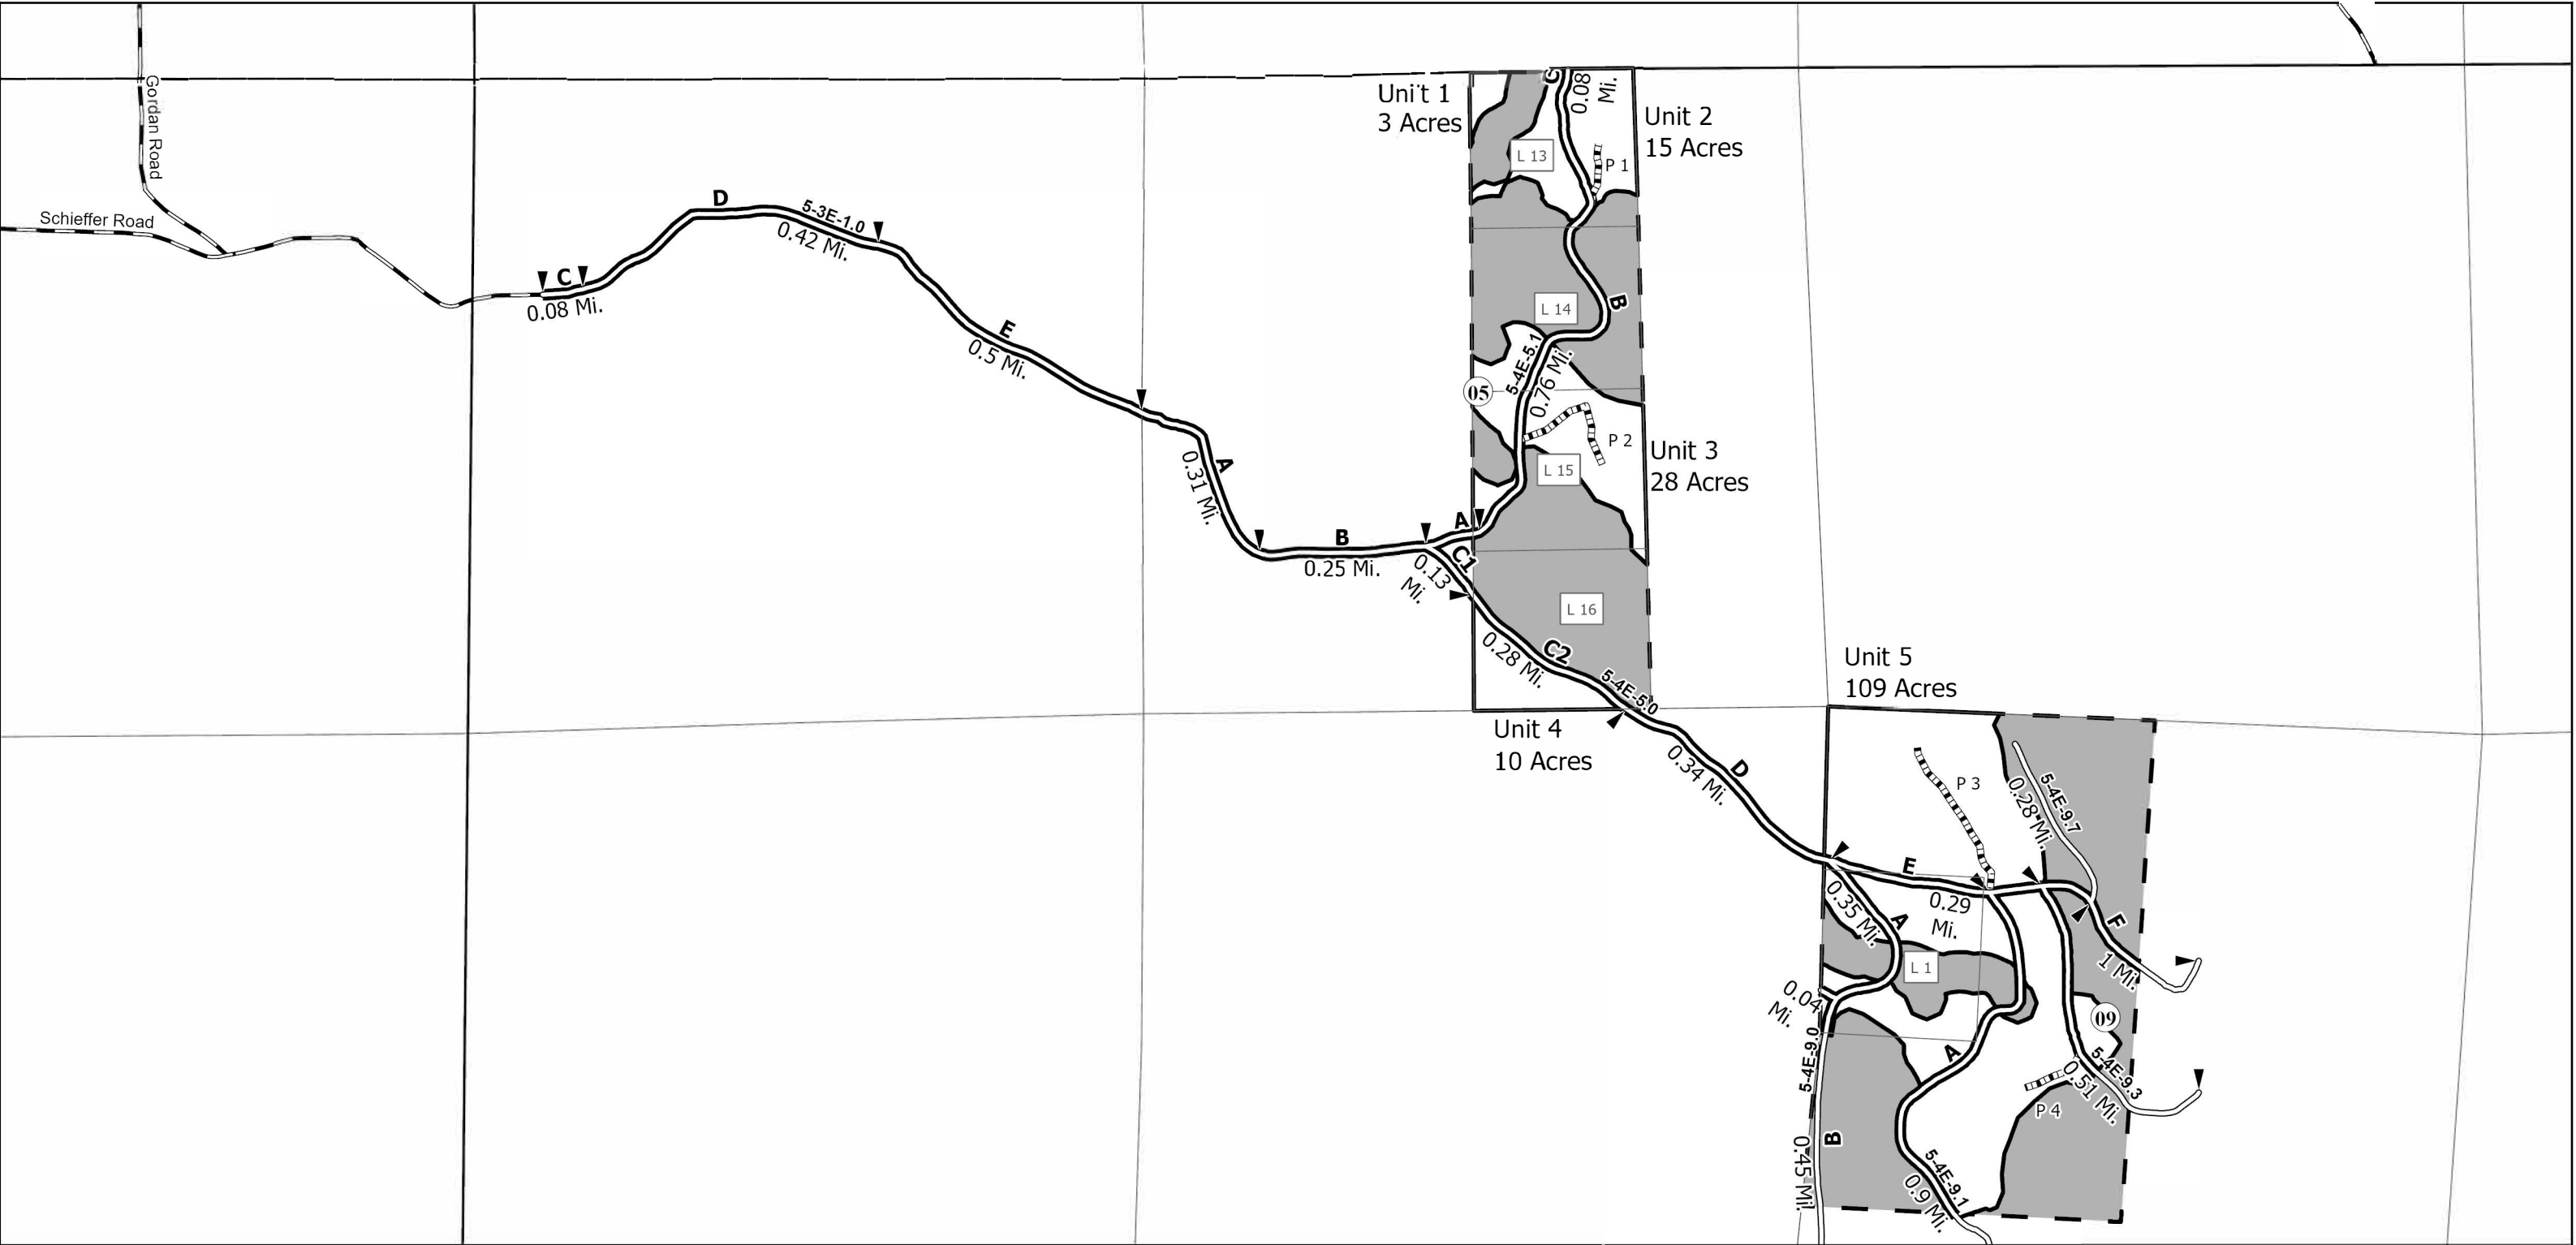 Gordan Road
Schieffer Road
C
0.08 Mi.
D
5-3E-1.0
0.42 Mi.
E
0.5 Mi.
A
0.31 Mi.
B
0.25 Mi.
A
C1
0.13
Mi.
Unit 1
3 Acres
C
0.08
Mi.
Unit 2
15 Acres
L 13
P 1
L 14
B
5-4E-5.1
0.76 Mi.
05
P 2
L 15
Unit 3
28 Acres
L 16
C2
0.28 Mi.
5-4E-5.0
Unit 4
10 Acres
D
0.34 Mi.
Unit 5
109 Acres
P 3
5-4E-9.7
0.28 Mi.
E
0.29
Mi.
0.35 Mi.
A
F
1 Mi.
L 1
0.04
Mi.
09
5-4E-9.0
A
5-4E-9.3
0.51 Mi.
P 4
B
0.45 Mi.
5-4E-9.1
0.9 Mi.